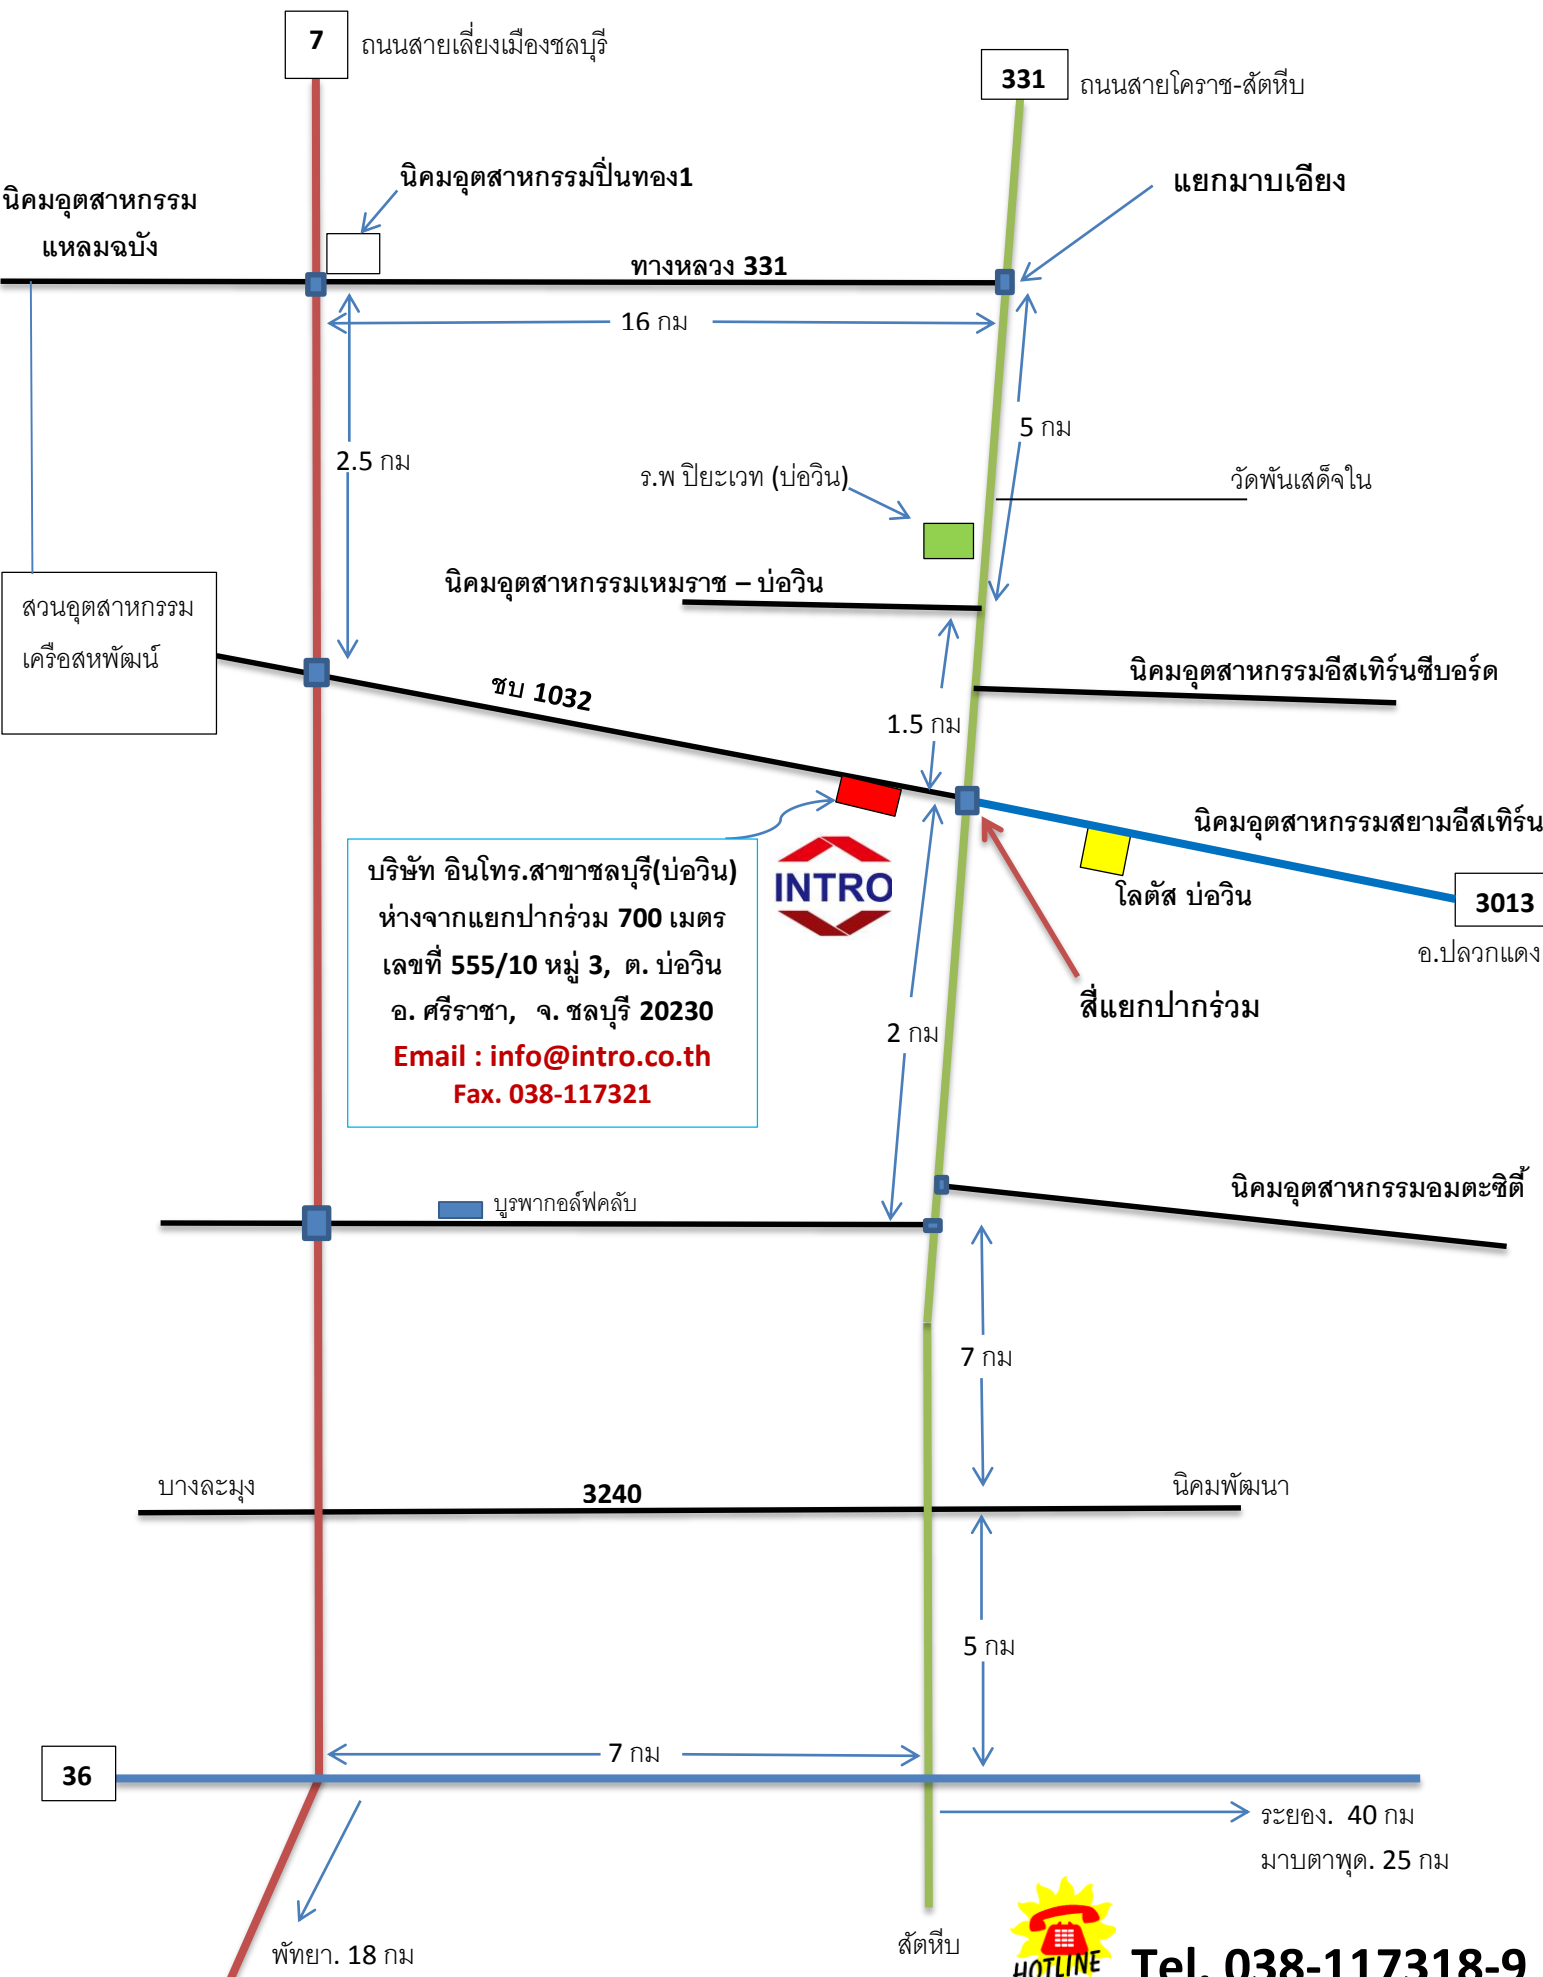 7 ถนนสายเลี่ยงเมืองชลบุรี
331 ถนนสายโคราช-สัตหีบ
นิคมอุตสาหกรรมปิ่นทอง1
แยกมาบเอียง
นิคมอุตสาหกรรม
แหลมฉบัง
ทางหลวง 331
16 กม
5 กม
2.5 กม
ร.พ ปิยะเวท (บ่อวิน)
วัดพันเสด็จใน
นิคมอุตสาหกรรมเหมราช – บ่อวิน
สวนอุตสาหกรรม
เครือสหพัฒน์
นิคมอุตสาหกรรมอีสเทิร์นซีบอร์ด
ชบ 1032
1.5 กม
นิคมอุตสาหกรรมสยามอีสเทิร์น
บริษัท อินโทร.สาขาชลบุรี(บ่อวิน)
ห่างจากแยกปากร่วม 700 เมตร
เลขที่ 555/10 หมู่ 3, ต. บ่อวิน
อ. ศรีราชา, จ. ชลบุรี 20230
Email : info@intro.co.th
Fax. 038-117321
INTRO
โลตัส บ่อวิน
3013
อ.ปลวกแดง
สี่แยกปากร่วม
2 กม
นิคมอุตสาหกรรมอมตะซิตี้
บูรพากอล์ฟคลับ
7 กม
บางละมุง
3240
นิคมพัฒนา
5 กม
7 กม
36
ระยอง. 40 กม
มาบตาพุด. 25 กม
พัทยา. 18 กม
สัตหีบ
HOTLINE
Tel. 038-117318-9